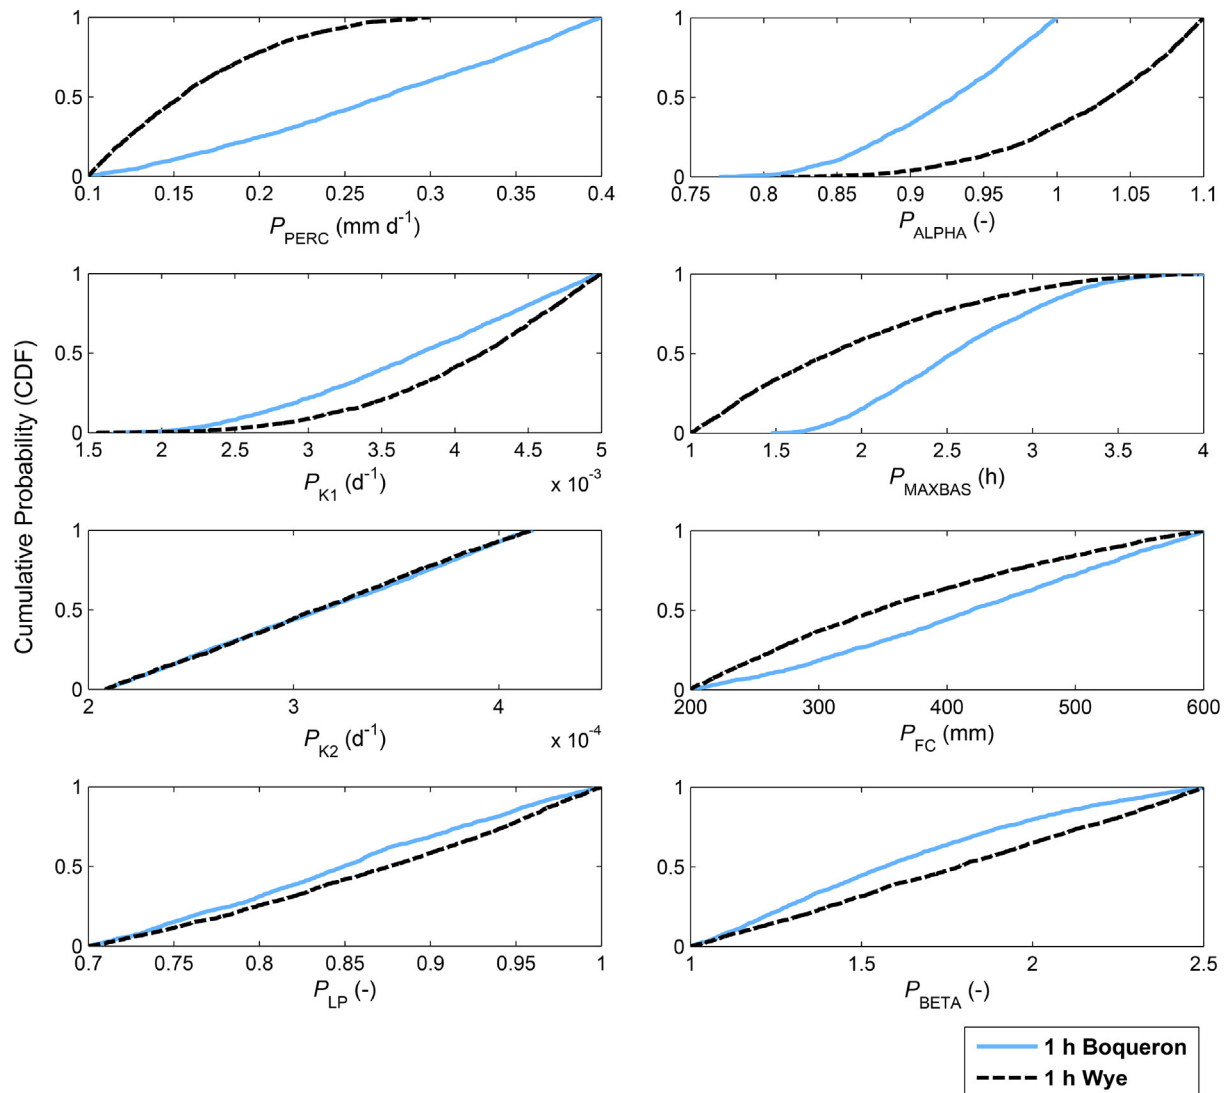 Cumulative Probability (CDF)
1
0.5
0
0.1 0.15 0.2 0.25 0.3 0.35 0.4
P_PERC (mm d^-1)
1
0.5
0
0.75 0.8 0.85 0.9 0.95 1 1.05 1.1
P_ALPHA (-)
1
0.5
0
1.5 2 2.5 3 3.5 4 4.5 5
P_K1 (d^-1) x 10^-3
1
0.5
0
1 1.5 2 2.5 3 3.5 4
P_MAXBAS (h)
1
0.5
0
2 3 4
P_K2 (d^-1) x 10^-4
1
0.5
0
200 300 400 500 600
P_FC (mm)
1
0.5
0
0.7 0.75 0.8 0.85 0.9 0.95 1
P_LP (-)
1
0.5
0
1 1.5 2 2.5
P_BETA (-)
1 h Boqueron
1 h Wye